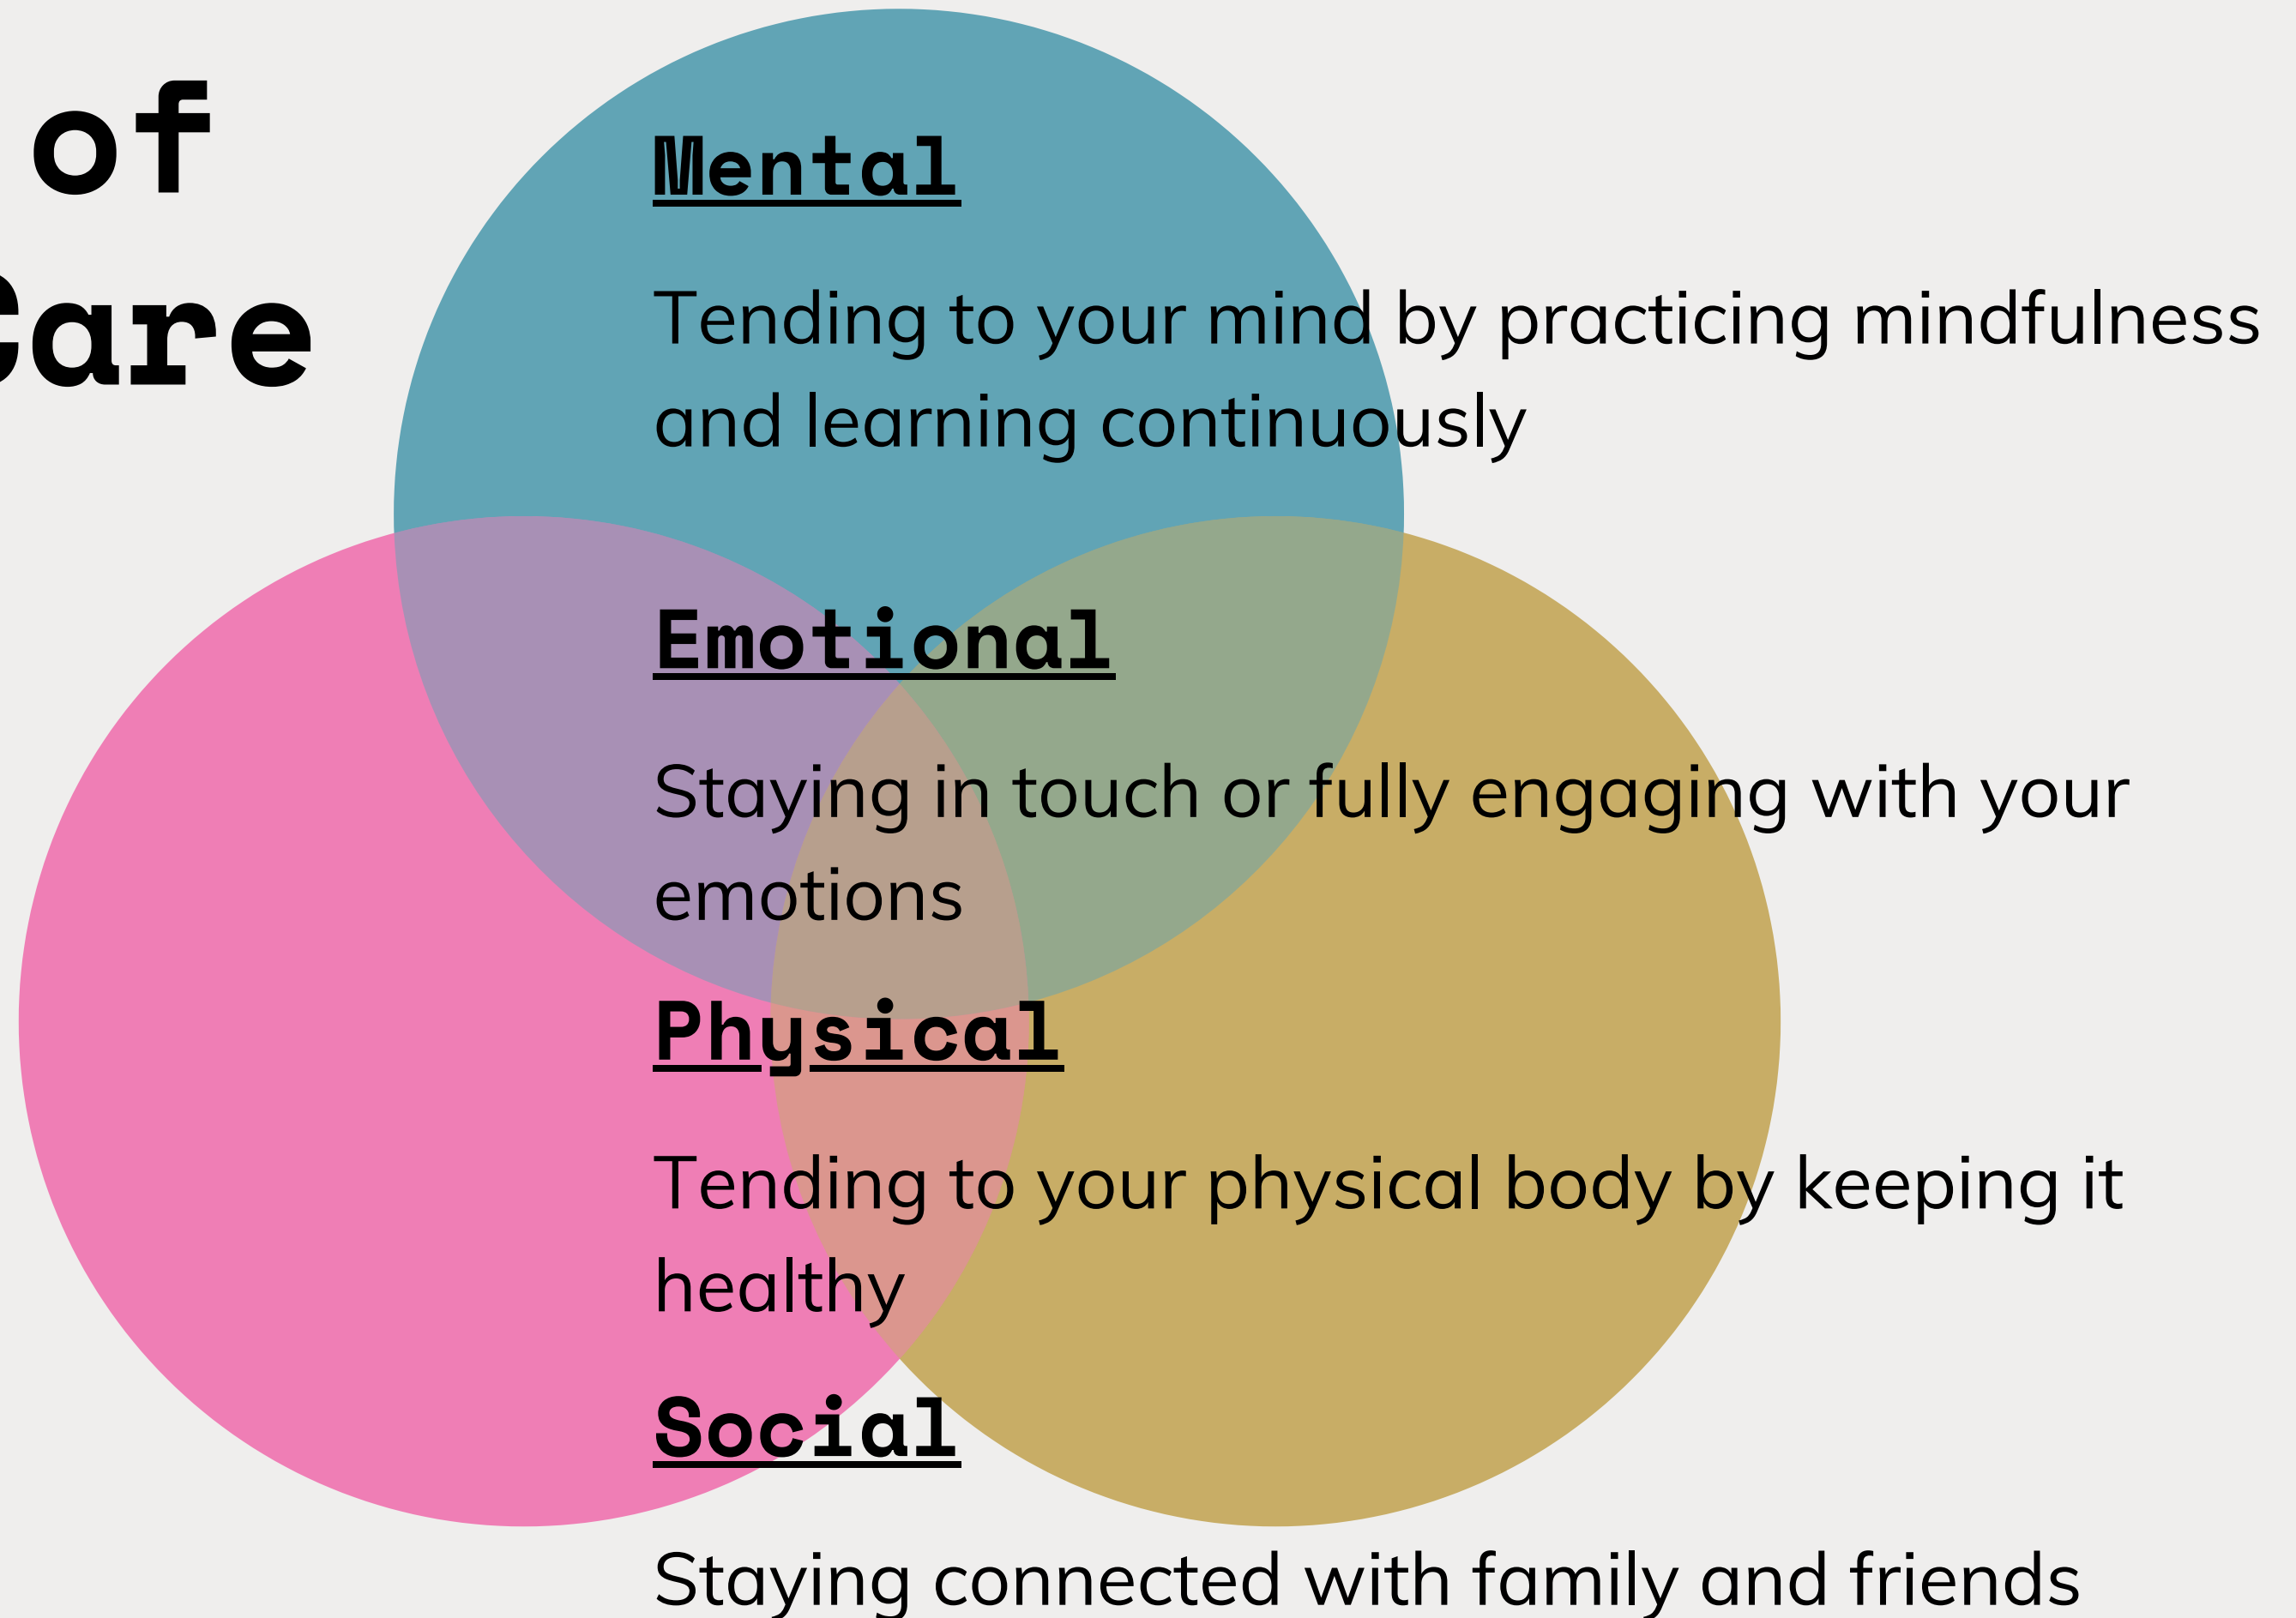 of
Care
Mental
Tending to your mind by practicing mindfulness
and learning continuously
Emotional
Staying in touch or fully engaging with your
emotions
Physical
Tending to your physical body by keeping it
healthy
Social
Staying connected with family and friends